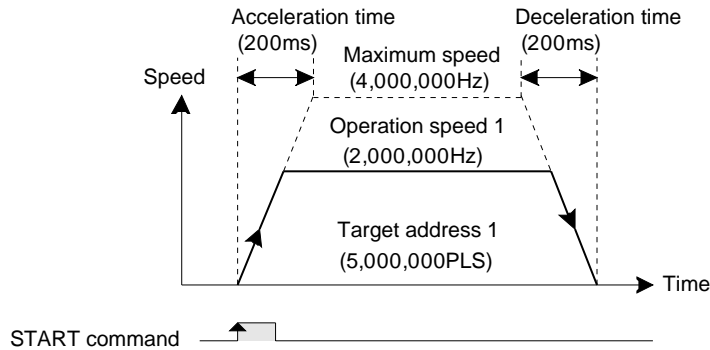 Acceleration time
(200ms)
Deceleration time
(200ms)
Maximum speed
(4,000,000Hz)
Speed
Operation speed 1
(2,000,000Hz)
Target address 1
(5,000,000PLS)
Time
START command